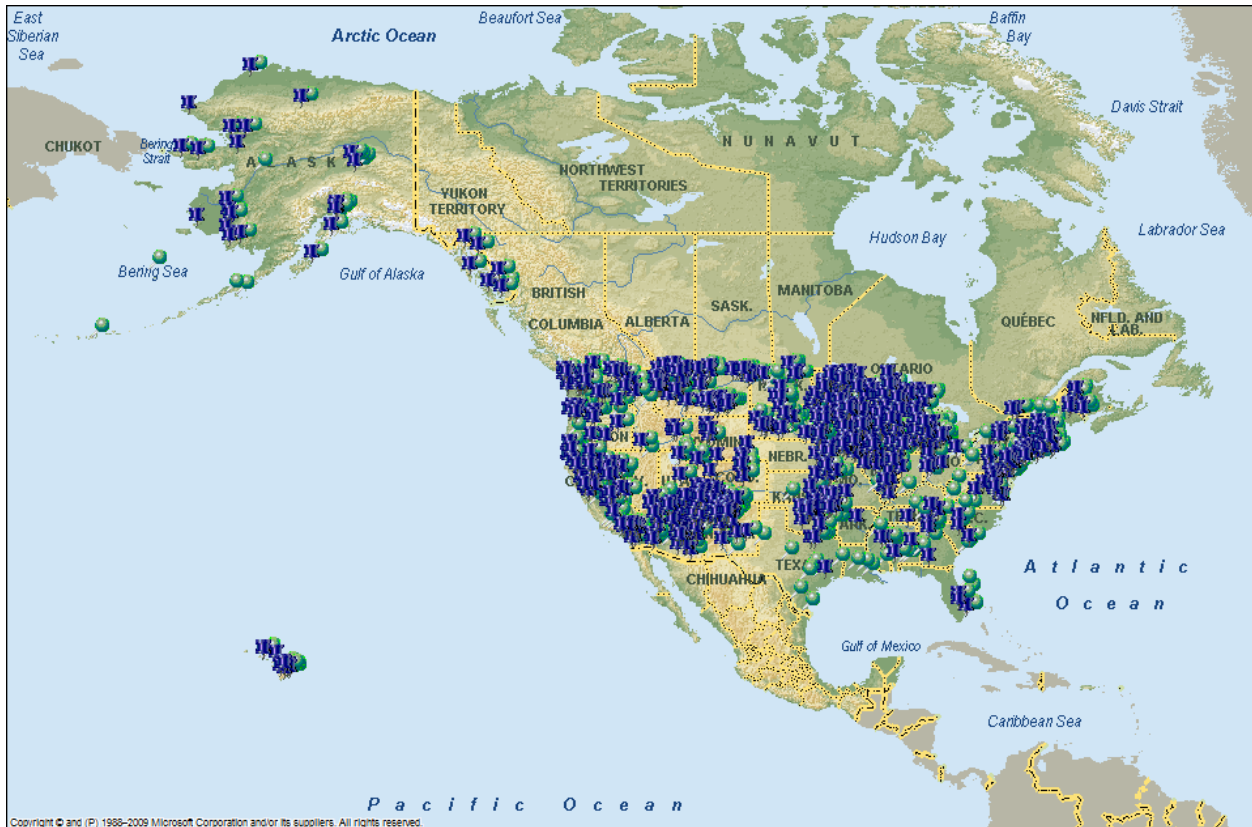 East
Siberian
Sea
Beaufort Sea
Baffin
Bay
Arctic Ocean
Davis Strait
CHUKOT
Bering
Strait
NUNAVUT
ALASK
NORTHWEST
TERRITORIES
YUKON
TERRITORY
Labrador Sea
Hudson Bay
Bering Sea
Gulf of Alaska
BRITISH
COLUMBIA
ALBERTA
SASK.
MANITOBA
QUÉBEC
NFLD. AND
LAB.
ONTARIO
NEBR.
TEX
CHIHUAHUA
Atlantic
Ocean
Gulf of Mexico
Caribbean Sea
Pacific Ocean
Copyright © and (P) 1988–2009 Microsoft Corporation and/or its suppliers. All rights reserved.